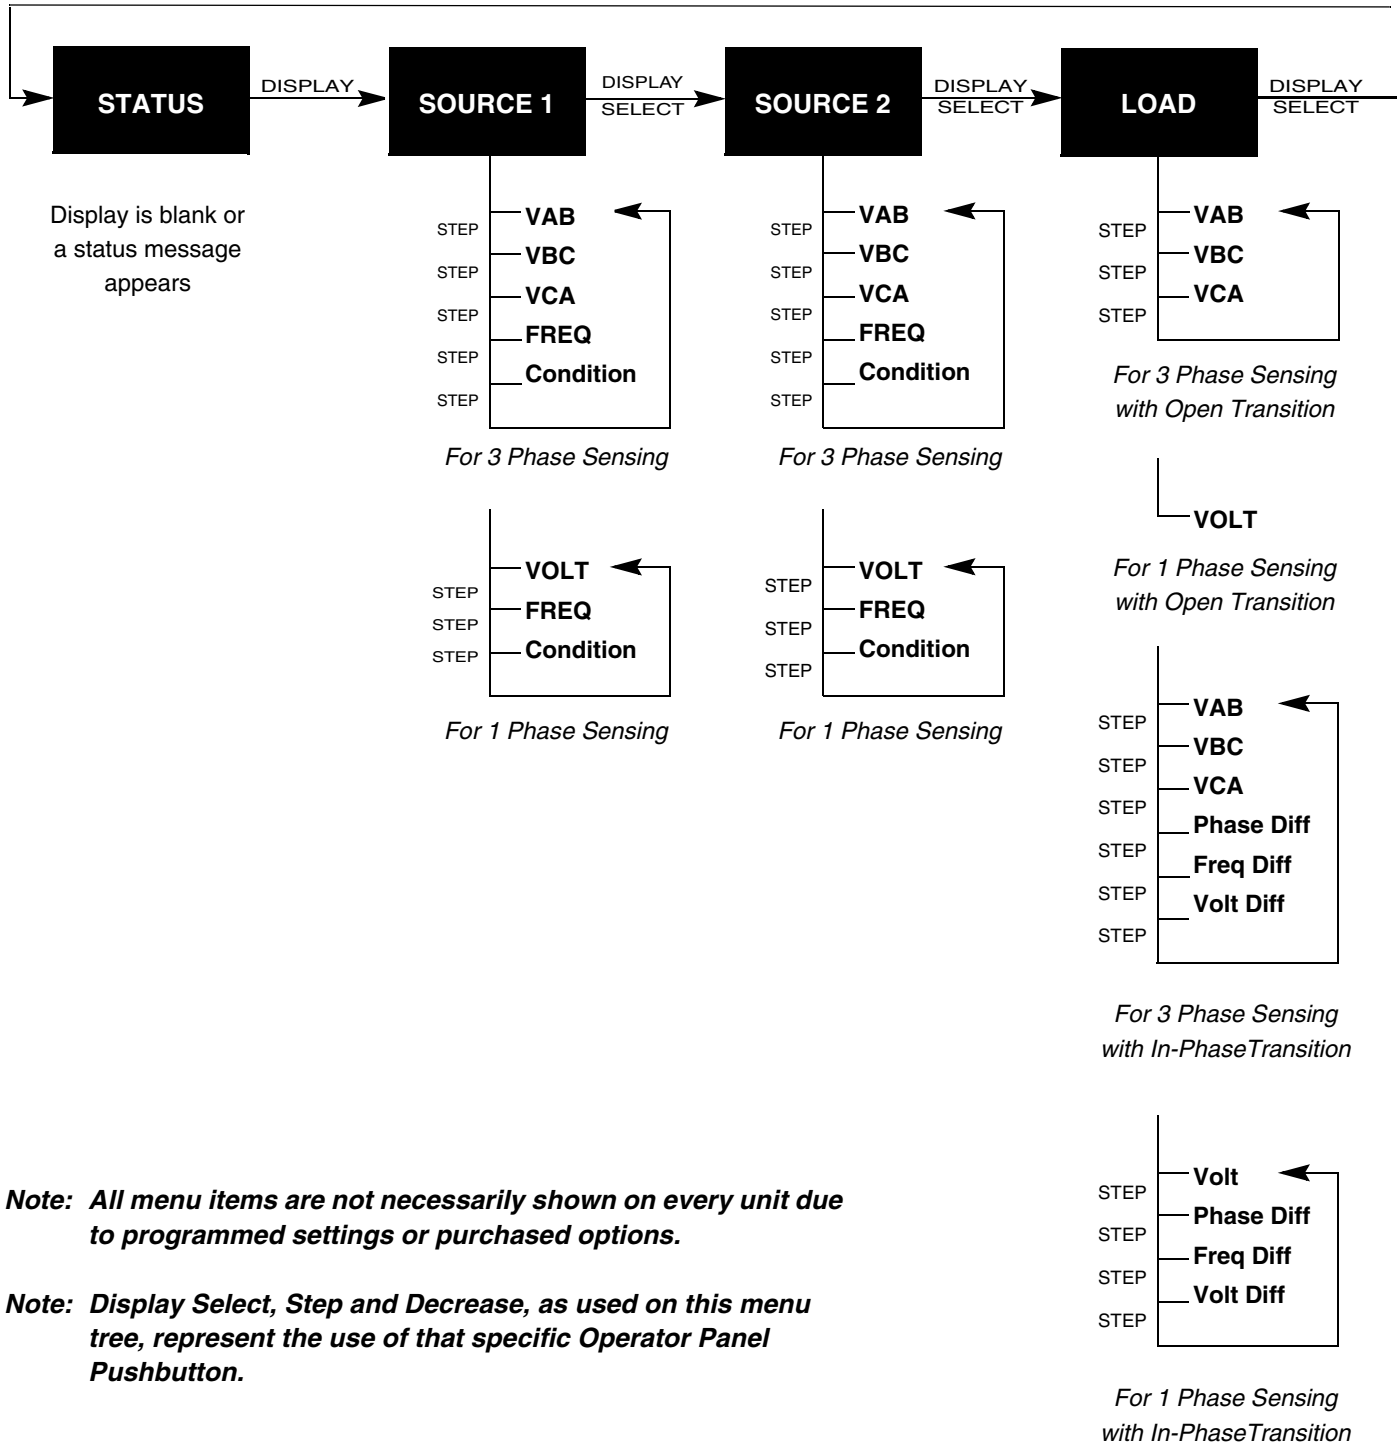 STATUS
DISPLAY
SOURCE 1
DISPLAY
SELECT
SOURCE 2
DISPLAY
SELECT
LOAD
DISPLAY
SELECT
Display is blank or
a status message
appears
VAB
STEP
VBC
STEP
VCA
STEP
FREQ
STEP
Condition
STEP
For 3 Phase Sensing
VOLT
STEP
FREQ
STEP
Condition
STEP
For 1 Phase Sensing
VAB
STEP
VBC
STEP
VCA
STEP
FREQ
STEP
Condition
STEP
For 3 Phase Sensing
VOLT
STEP
FREQ
STEP
Condition
STEP
For 1 Phase Sensing
VAB
STEP
VBC
STEP
VCA
STEP
For 3 Phase Sensing
with Open Transition
VOLT
For 1 Phase Sensing
with Open Transition
VAB
STEP
VBC
STEP
VCA
STEP
Phase Diff
STEP
Freq Diff
STEP
Volt Diff
STEP
For 3 Phase Sensing
with In-PhaseTransition
Volt
STEP
Phase Diff
STEP
Freq Diff
STEP
Volt Diff
STEP
For 1 Phase Sensing
with In-PhaseTransition
Note: All menu items are not necessarily shown on every unit due
to programmed settings or purchased options.
Note: Display Select, Step and Decrease, as used on this menu
tree, represent the use of that specific Operator Panel
Pushbutton.